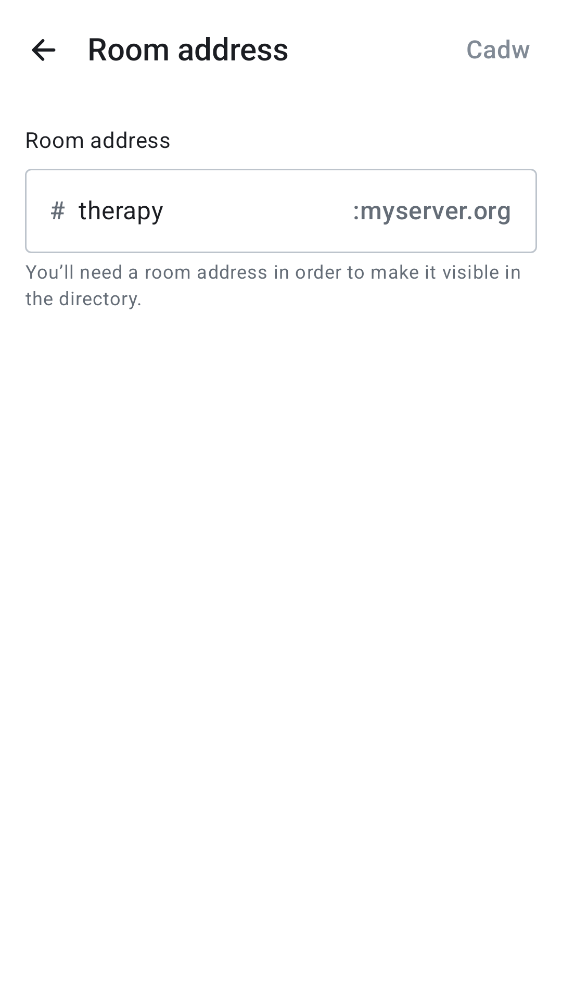 Room address Cadw
Room address
# therapy :myserver.org
You’ll need a room address in order to make it visible in
the directory.